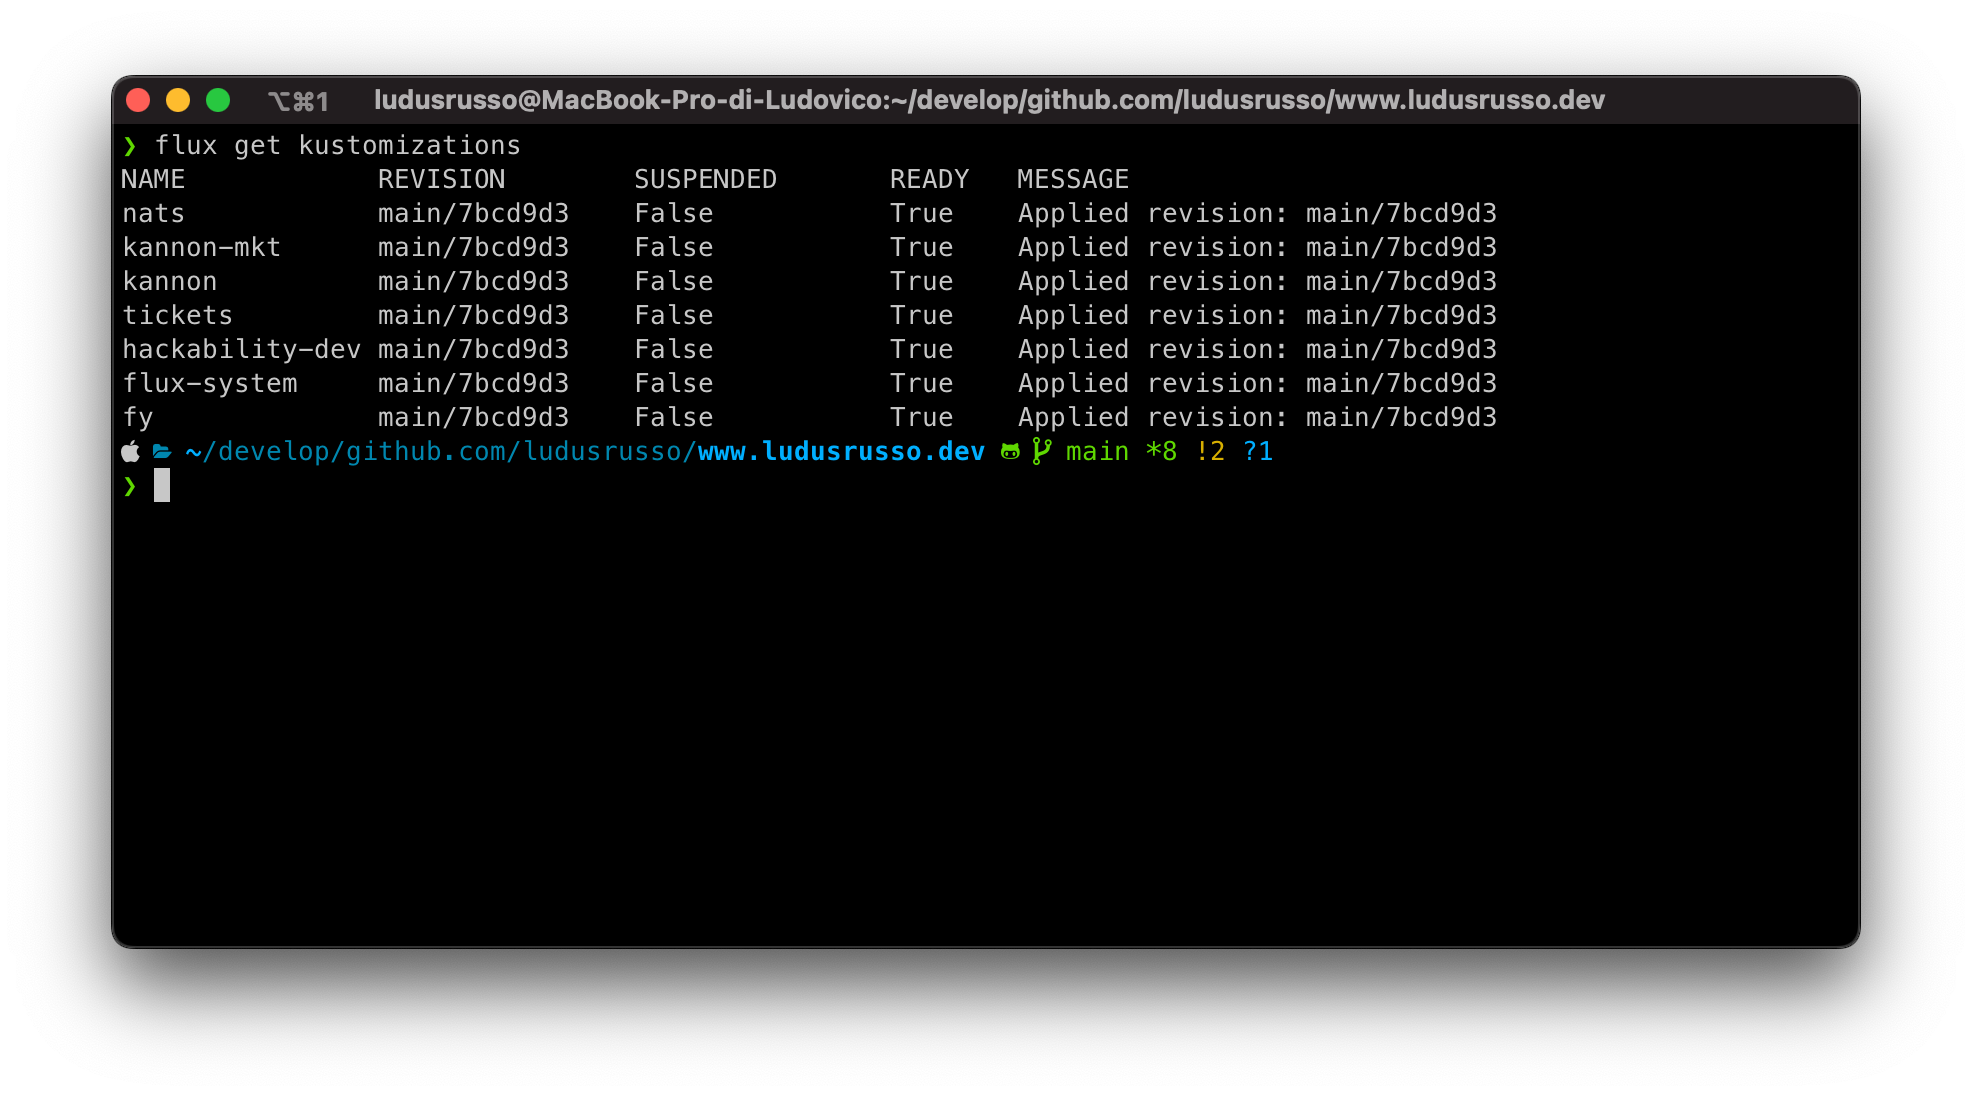 ⌥⌘1 ludusrusso@MacBook-Pro-di-Ludovico:~/develop/github.com/ludusrusso/www.ludusrusso.dev
❯ flux get kustomizations
NAME REVISION SUSPENDED READY MESSAGE
nats main/7bcd9d3 False True Applied revision: main/7bcd9d3
kannon-mkt main/7bcd9d3 False True Applied revision: main/7bcd9d3
kannon main/7bcd9d3 False True Applied revision: main/7bcd9d3
tickets main/7bcd9d3 False True Applied revision: main/7bcd9d3
hackability-dev main/7bcd9d3 False True Applied revision: main/7bcd9d3
flux-system main/7bcd9d3 False True Applied revision: main/7bcd9d3
fy main/7bcd9d3 False True Applied revision: main/7bcd9d3
~/develop/github.com/ludusrusso/www.ludusrusso.dev main *8 !2 ?1
❯